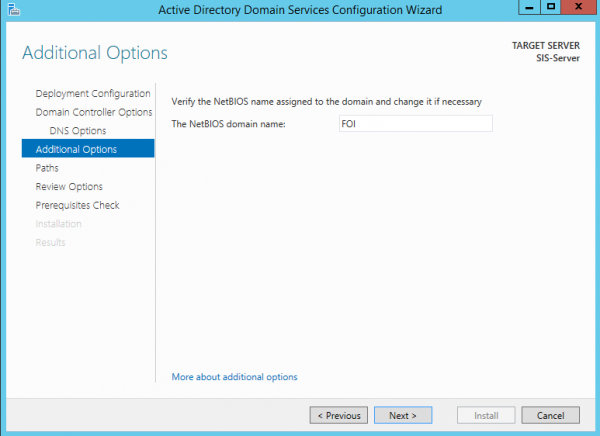 Active Directory Domain Services Configuration Wizard
Additional Options
TARGET SERVER
SIS-Server
Deployment Configuration
Domain Controller Options
DNS Options
Additional Options
Paths
Review Options
Prerequisites Check
Installation
Results
Verify the NetBIOS name assigned to the domain and change it if necessary
The NetBIOS domain name: FOI
More about additional options
< Previous Next > Install Cancel